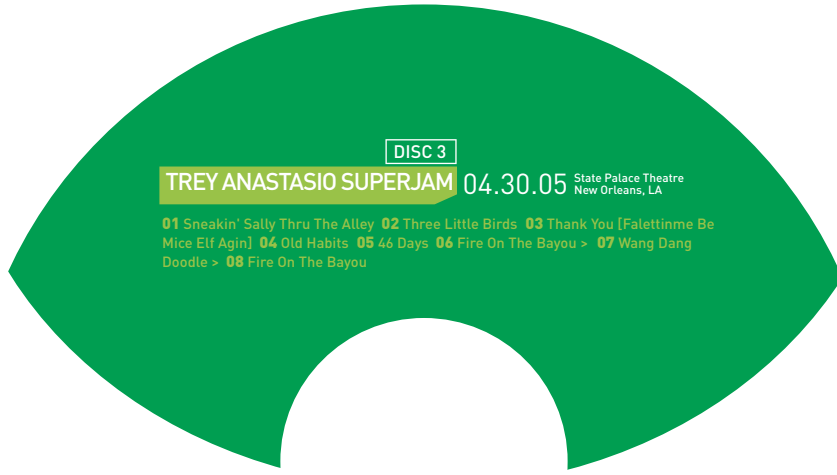 DISC 3
TREY ANASTASIO SUPERJAM 04.30.05 State Palace Theatre
New Orleans, LA
01 Sneakin' Sally Thru The Alley 02 Three Little Birds 03 Thank You [Falettinme Be
Mice Elf Agin] 04 Old Habits 05 46 Days 06 Fire On The Bayou > 07 Wang Dang
Doodle > 08 Fire On The Bayou